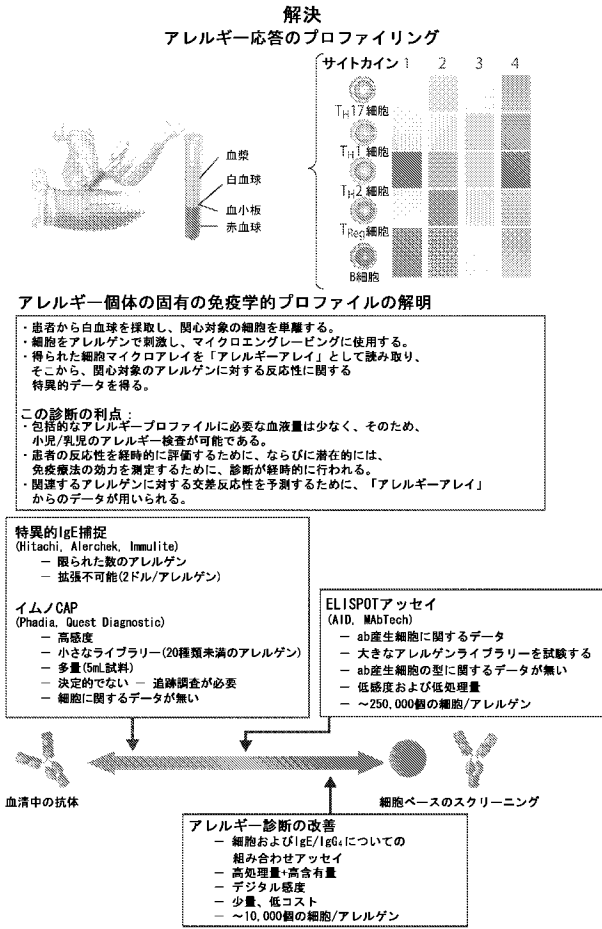 解決
アレルギー応答のプロファイリング
サイトカイン 1 2 3 4
TH17細胞
TH1 細胞
TH2 細胞
TReg細胞
B細胞
血漿
白血球
血小板
赤血球
アレルギー個体の固有の免疫学的プロファイルの解明
・患者から白血球を採取し、関心対象の細胞を単離する。
・細胞をアレルゲンで刺激し、マイクロエングレービングに使用する。
・得られた細胞マイクロアレイを「アレルギーアレイ」として読み取り、
そこから、関心対象のアレルゲンに対する反応性に関する
特異的データを得る。
この診断の利点:
・包括的なアレルギープロファイルに必要な血液量は少なく、そのため、
小児/乳児のアレルギー検査が可能である。
・患者の反応性を経時的に評価するために、ならびに潜在的には、
免疫療法の効力を測定するために、診断が経時的に行われる。
・関連するアレルゲンに対する交差反応性を予測するために、「アレルギーアレイ」
からのデータが用いられる。
特異的IgE捕捉
(Hitachi, Alerchek, Immulite)
― 限られた数のアレルゲン
― 拡張不可能(2ドル/アレルゲン)
イムノCAP
(Phadia, Quest Diagnostic)
― 高感度
― 小さなライブラリー(20種類未満のアレルゲン)
― 多量(5mL試料)
― 決定的でない ― 追跡調査が必要
― 細胞に関するデータが無い
ELISPOTアッセイ
(AID, MAbTech)
― ab産生細胞に関するデータ
― 大きなアレルゲンライブラリーを試験する
― ab産生細胞の型に関するデータが無い
― 低感度および低処理量
― ~250,000個の細胞/アレルゲン
血清中の抗体
細胞ベースのスクリーニング
アレルギー診断の改善
― 細胞およびIgE/IgG₄についての
組み合わせアッセイ
― 高処理量+高含有量
― デジタル感度
― 少量、低コスト
― ~10,000個の細胞/アレルゲン